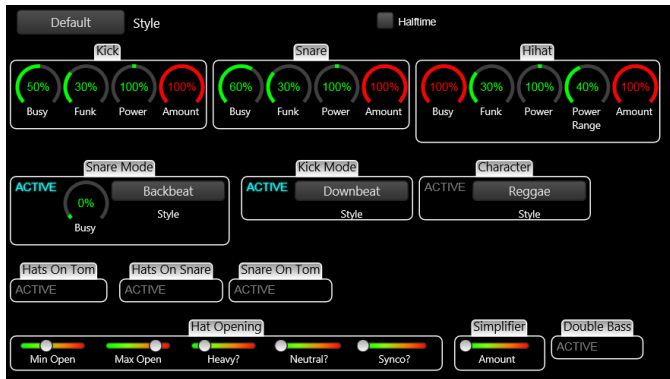 Default Style Halftime
Kick Snare Hihat
50% 30% 100% 100% 60% 30% 100% 100% 100% 30% 100% 40% 100%
Busy Funk Power Amount Busy Funk Power Amount Busy Funk Power Power Amount
Range
Snare Mode Kick Mode Character
ACTIVE Backbeat ACTIVE Downbeat ACTIVE Reggae
0% Style Style Style
Busy
Hats On Tom Hats On Snare Snare On Tom
ACTIVE ACTIVE ACTIVE
Hat Opening Simplifier Double Bass
ACTIVE
Min Open Max Open Heavy? Neutral? Synco? Amount